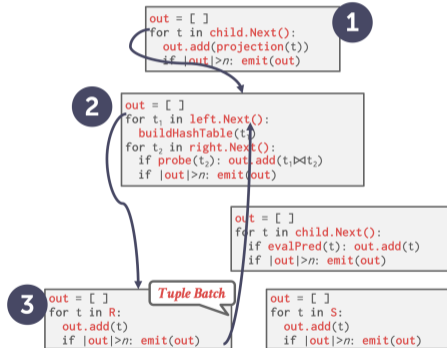 1
out = [ ]
for t in child.Next():
out.add(projection(t))
if |out|>n: emit(out)
2
out = [ ]
for t₁ in left.Next():
buildHashTable(t₁)
for t₂ in right.Next():
if probe(t₂): out.add(t₁⋈t₂)
if |out|>n: emit(out)
out = [ ]
for t in child.Next():
if evalPred(t): out.add(t)
if |out|>n: emit(out)
3
out = [ ]
for t in R:
out.add(t)
if |out|>n: emit(out)
Tuple Batch
out = [ ]
for t in S:
out.add(t)
if |out|>n: emit(out)